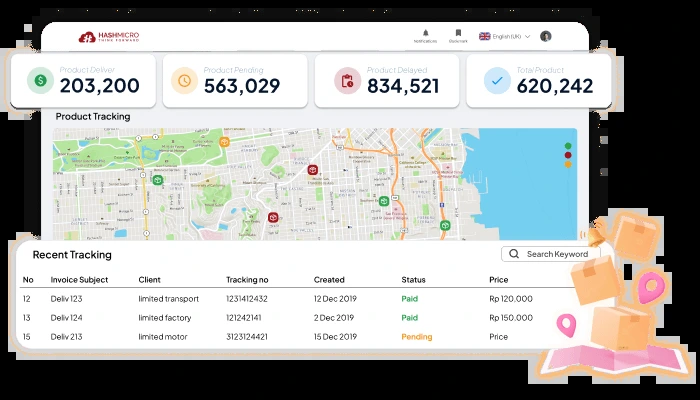 HASHMICRO
THINK FORWARD
Notifications
Bookmark
English (UK)
Product Deliver
203,200
Product Pending
563,029
Product Delayed
834,521
Total Product
620,242
Product Tracking
Recent Tracking
Search Keyword
No Invoice Subject Client Tracking no Created Status Price
12 Deliv 123 limited transport 1231412432 12 Dec 2019 Paid Rp 120,000
13 Deliv 124 limited factory 121242141 2 Dec 2019 Paid Rp 150,000
15 Deliv 213 limited motor 3123124421 15 Dec 2019 Pending Price